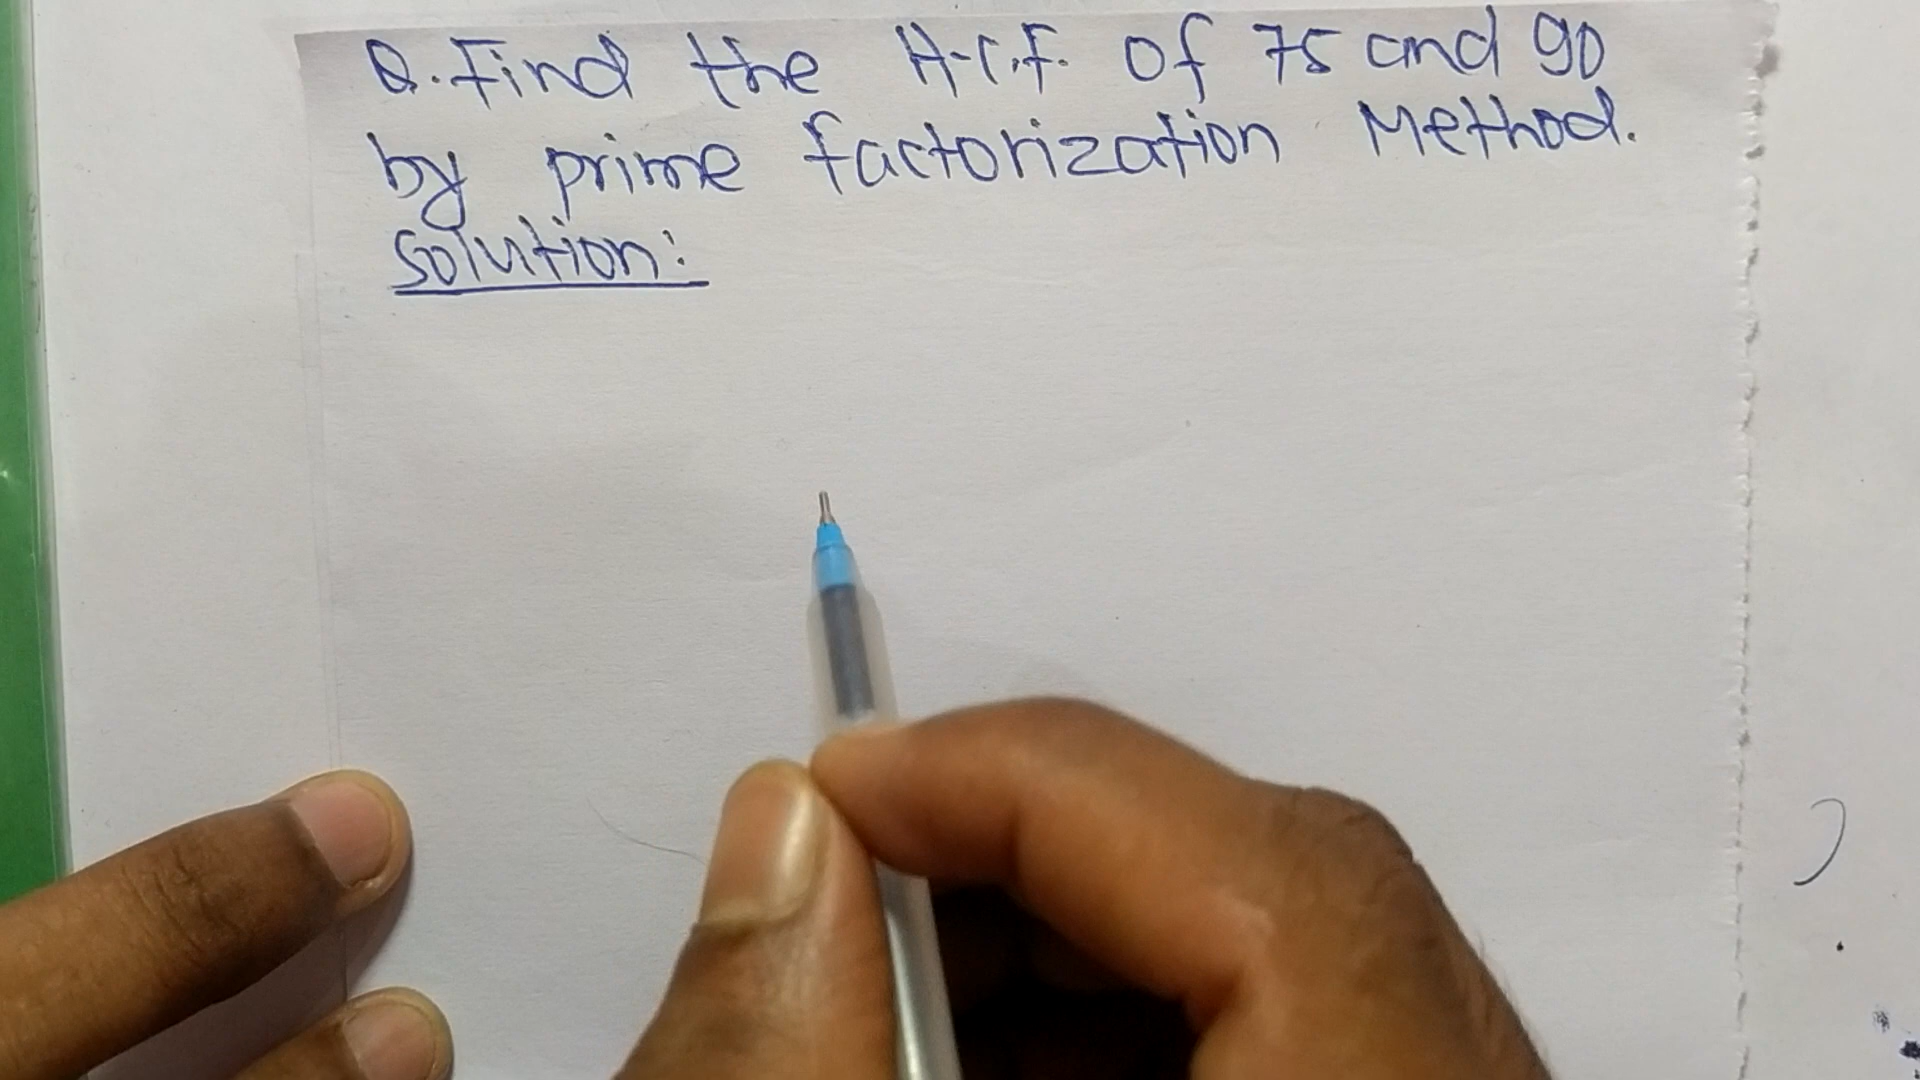 Q. Find the H.C.F. Of 75 and 90
by prime factorization Method.
Solution: